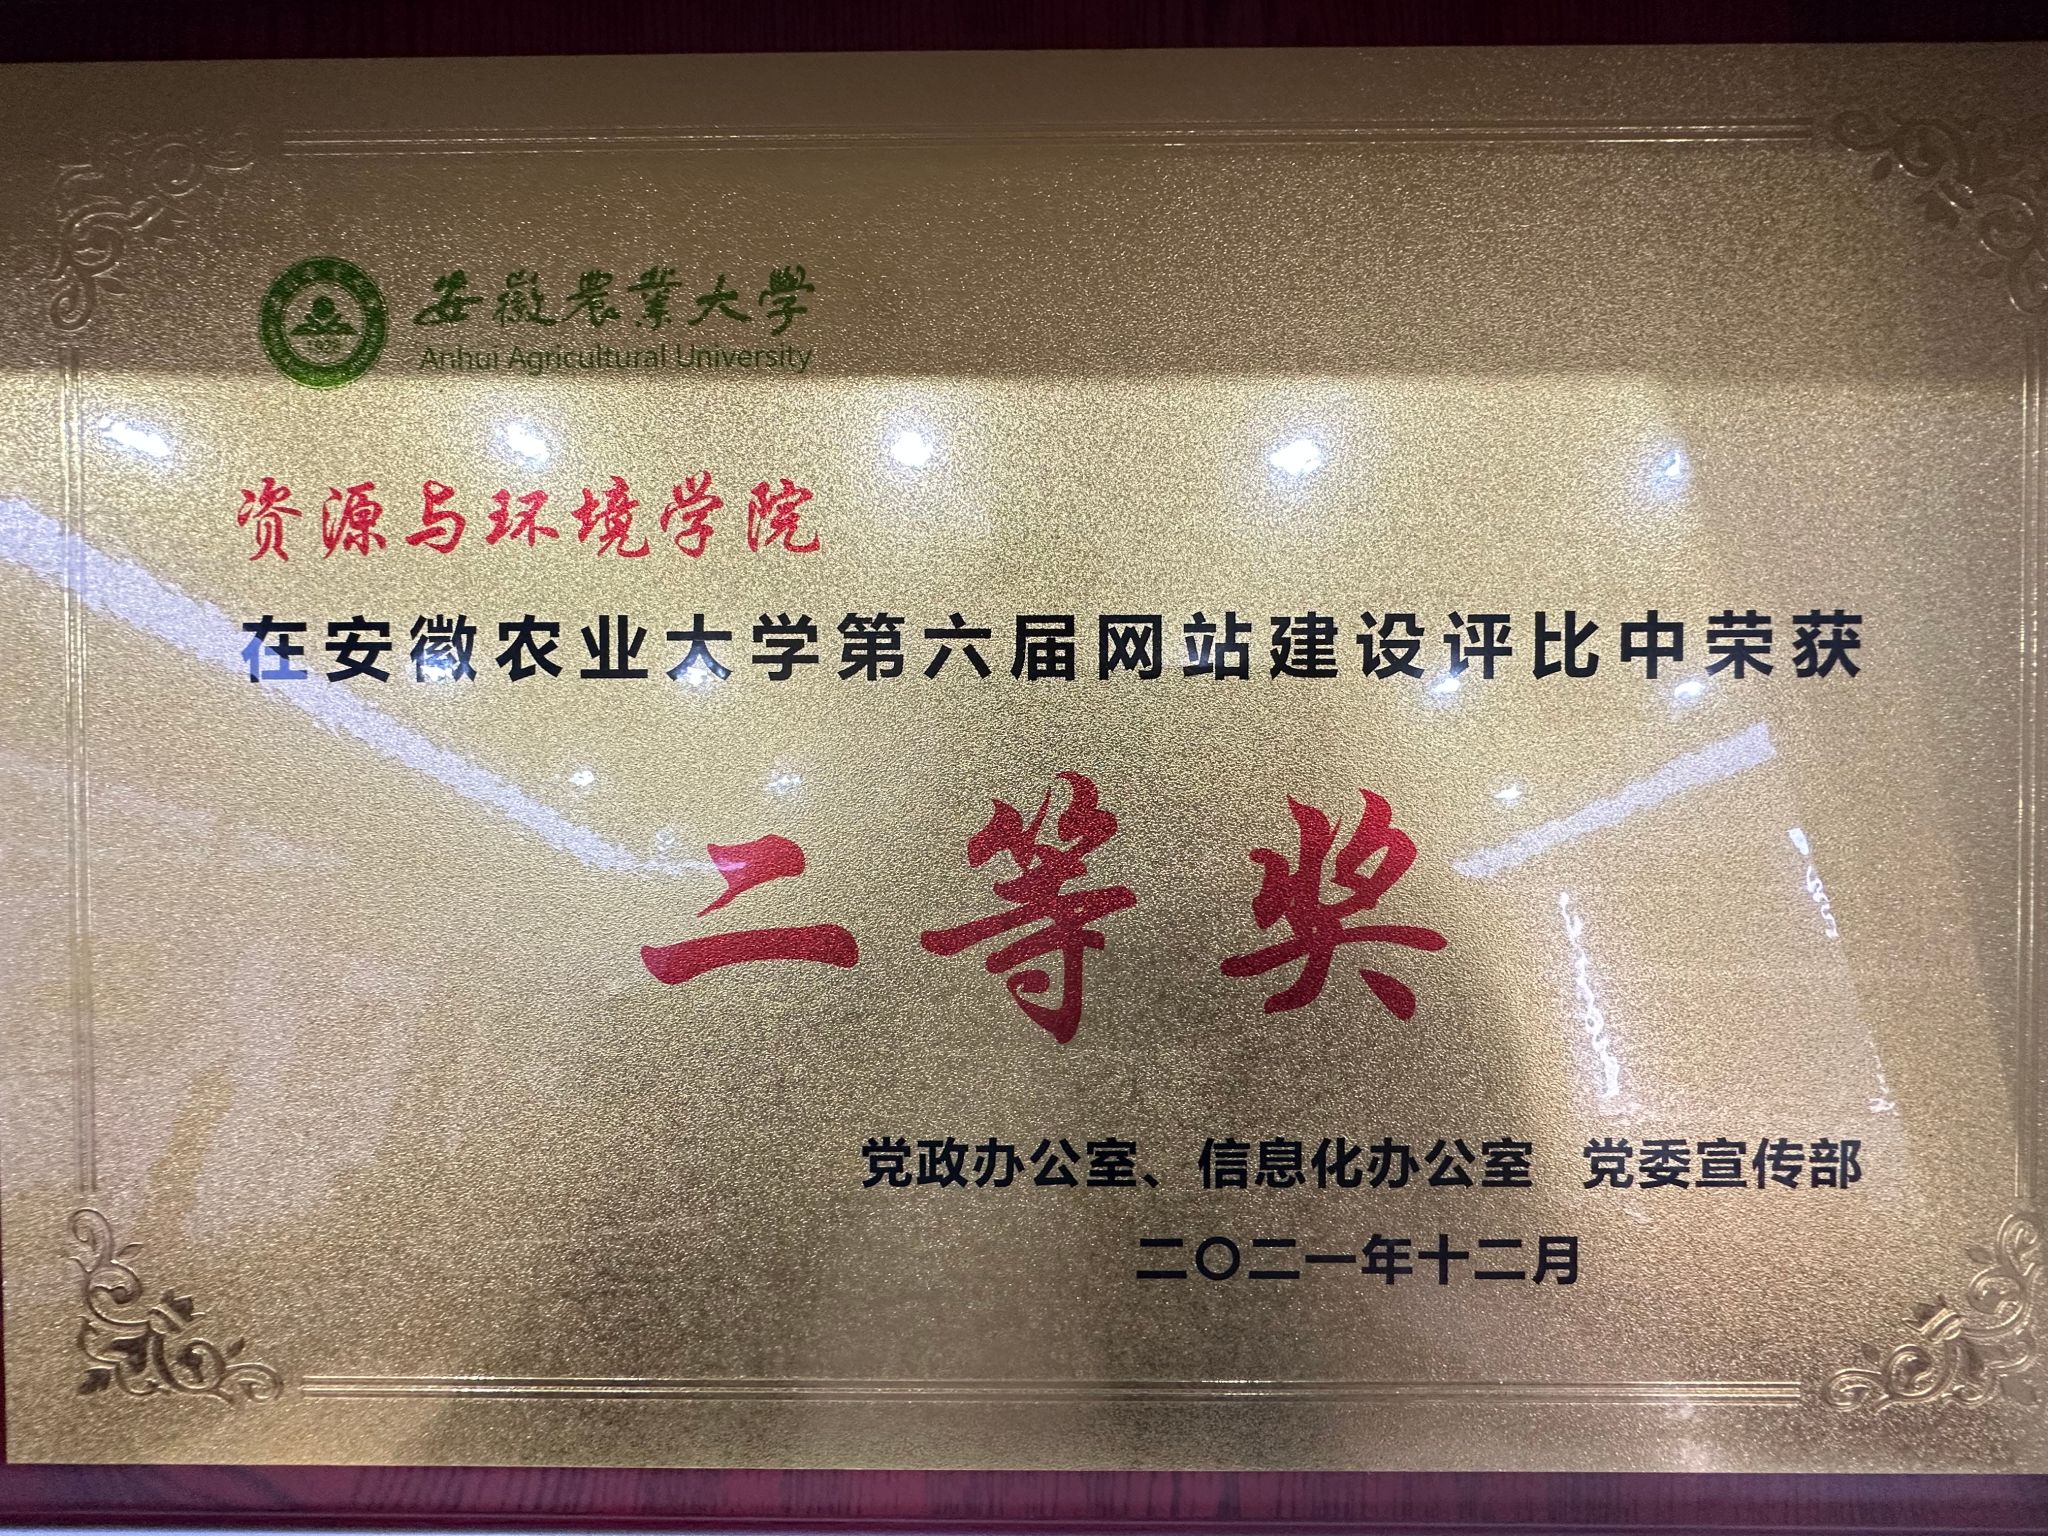 安徽农業大學
Anhui Agricultural University
1928
资源与环境学院
在安徽农业大学第六届网站建设评比中荣获
二等奖
党政办公室、信息化办公室 党委宣传部
二〇二一年十二月